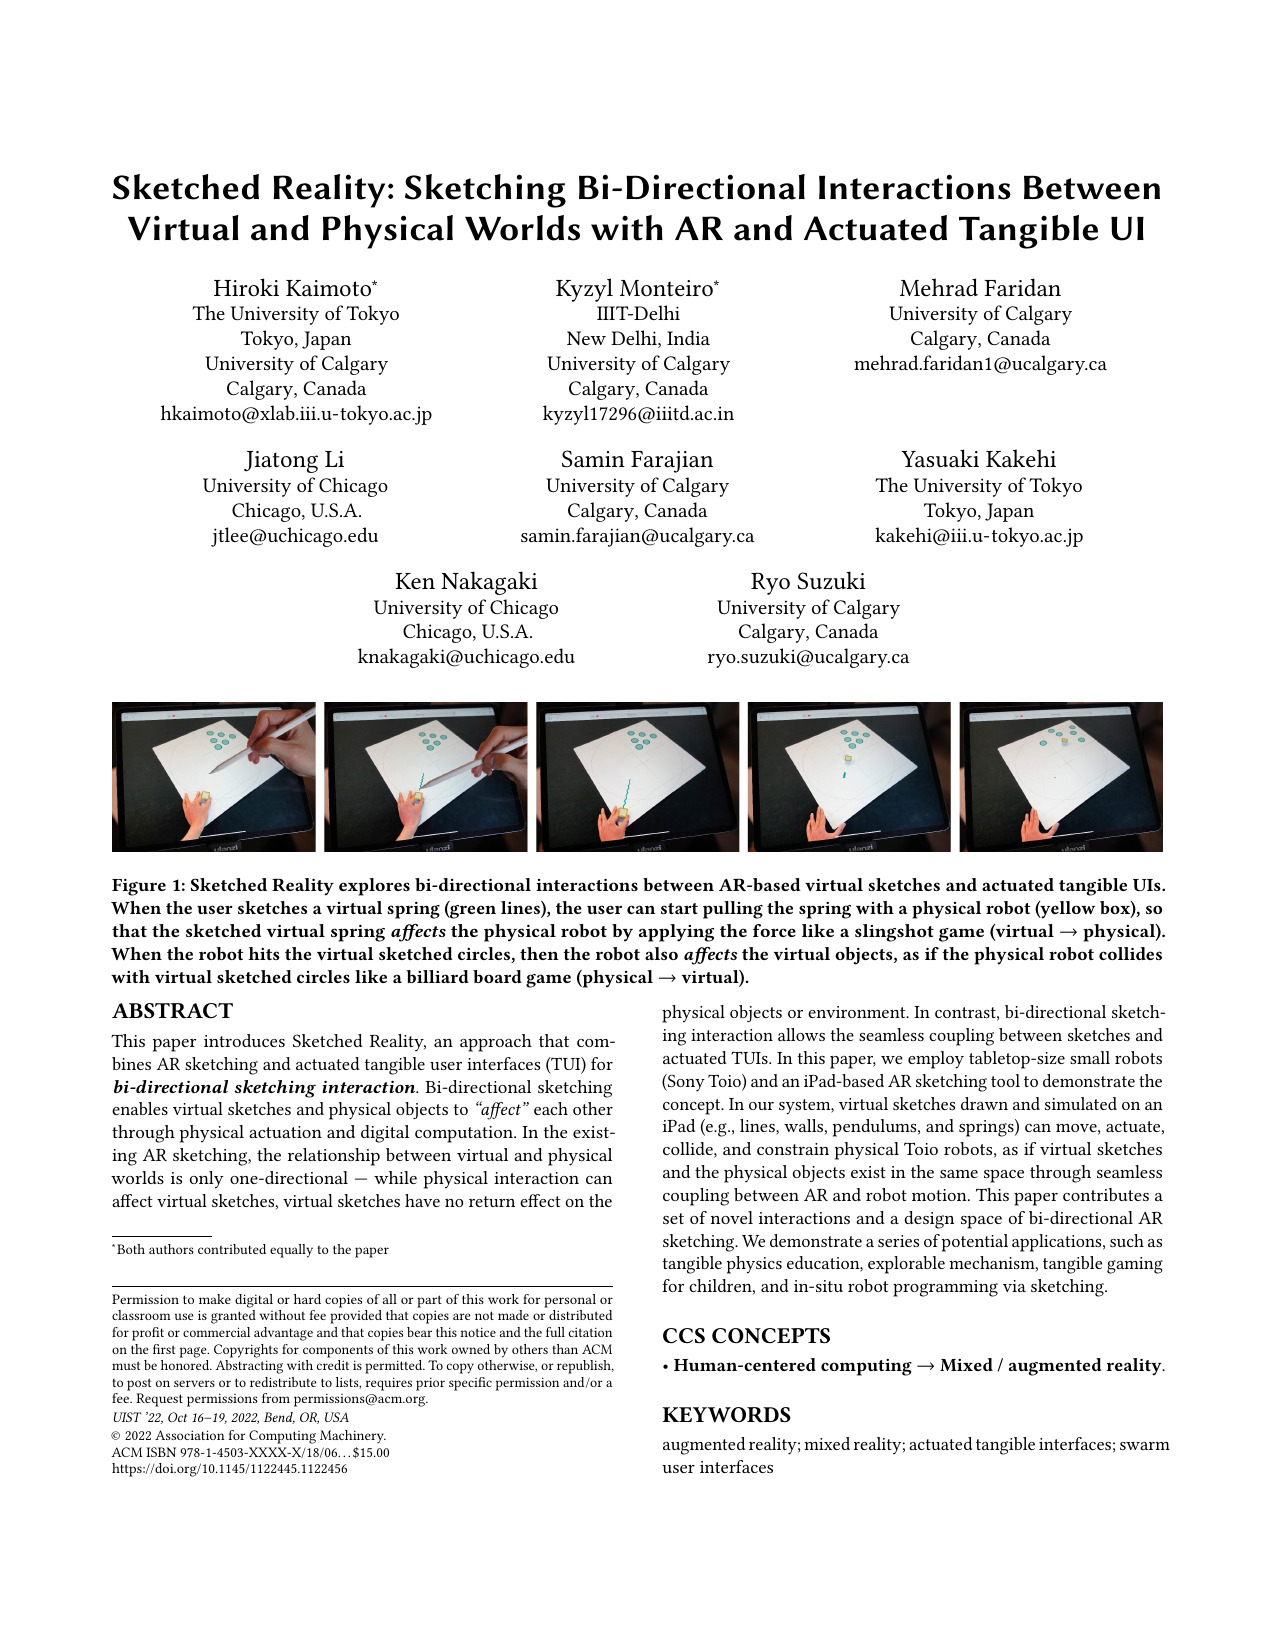 Sketched Reality: Sketching Bi-Directional Interactions Between
Virtual and Physical Worlds with AR and Actuated Tangible UI
Hiroki Kaimoto*
The University of Tokyo
Tokyo, Japan
University of Calgary
Calgary, Canada
hkaimoto@xlab.iii.u-tokyo.ac.jp
Kyzyl Monteiro*
IIIT-Delhi
New Delhi, India
University of Calgary
Calgary, Canada
kyzyl17296@iiitd.ac.in
Mehrad Faridan
University of Calgary
Calgary, Canada
mehrad.faridan1@ucalgary.ca
Jiatong Li
University of Chicago
Chicago, U.S.A.
jtlee@uchicago.edu
Samin Farajian
University of Calgary
Calgary, Canada
samin.farajian@ucalgary.ca
Yasuaki Kakehi
The University of Tokyo
Tokyo, Japan
kakehi@iii.u-tokyo.ac.jp
Ken Nakagaki
University of Chicago
Chicago, U.S.A.
knakagaki@uchicago.edu
Ryo Suzuki
University of Calgary
Calgary, Canada
ryo.suzuki@ucalgary.ca
Figure 1: Sketched Reality explores bi-directional interactions between AR-based virtual sketches and actuated tangible UIs.
When the user sketches a virtual spring (green lines), the user can start pulling the spring with a physical robot (yellow box), so
that the sketched virtual spring affects the physical robot by applying the force like a slingshot game (virtual → physical).
When the robot hits the virtual sketched circles, then the robot also affects the virtual objects, as if the physical robot collides
with virtual sketched circles like a billiard board game (physical → virtual).
ABSTRACT
This paper introduces Sketched Reality, an approach that com-
bines AR sketching and actuated tangible user interfaces (TUI) for
bi-directional sketching interaction. Bi-directional sketching
enables virtual sketches and physical objects to “affect” each other
through physical actuation and digital computation. In the exist-
ing AR sketching, the relationship between virtual and physical
worlds is only one-directional — while physical interaction can
affect virtual sketches, virtual sketches have no return effect on the
*Both authors contributed equally to the paper
Permission to make digital or hard copies of all or part of this work for personal or
classroom use is granted without fee provided that copies are not made or distributed
for profit or commercial advantage and that copies bear this notice and the full citation
on the first page. Copyrights for components of this work owned by others than ACM
must be honored. Abstracting with credit is permitted. To copy otherwise, or republish,
to post on servers or to redistribute to lists, requires prior specific permission and/or a
fee. Request permissions from permissions@acm.org.
UIST ’22, Oct 16–19, 2022, Bend, OR, USA
© 2022 Association for Computing Machinery.
ACM ISBN 978-1-4503-XXXX-X/18/06...$15.00
https://doi.org/10.1145/1122445.1122456
physical objects or environment. In contrast, bi-directional sketch-
ing interaction allows the seamless coupling between sketches and
actuated TUIs. In this paper, we employ tabletop-size small robots
(Sony Toio) and an iPad-based AR sketching tool to demonstrate the
concept. In our system, virtual sketches drawn and simulated on an
iPad (e.g., lines, walls, pendulums, and springs) can move, actuate,
collide, and constrain physical Toio robots, as if virtual sketches
and the physical objects exist in the same space through seamless
coupling between AR and robot motion. This paper contributes a
set of novel interactions and a design space of bi-directional AR
sketching. We demonstrate a series of potential applications, such as
tangible physics education, explorable mechanism, tangible gaming
for children, and in-situ robot programming via sketching.
CCS CONCEPTS
• Human-centered computing → Mixed / augmented reality.
KEYWORDS
augmented reality; mixed reality; actuated tangible interfaces; swarm
user interfaces